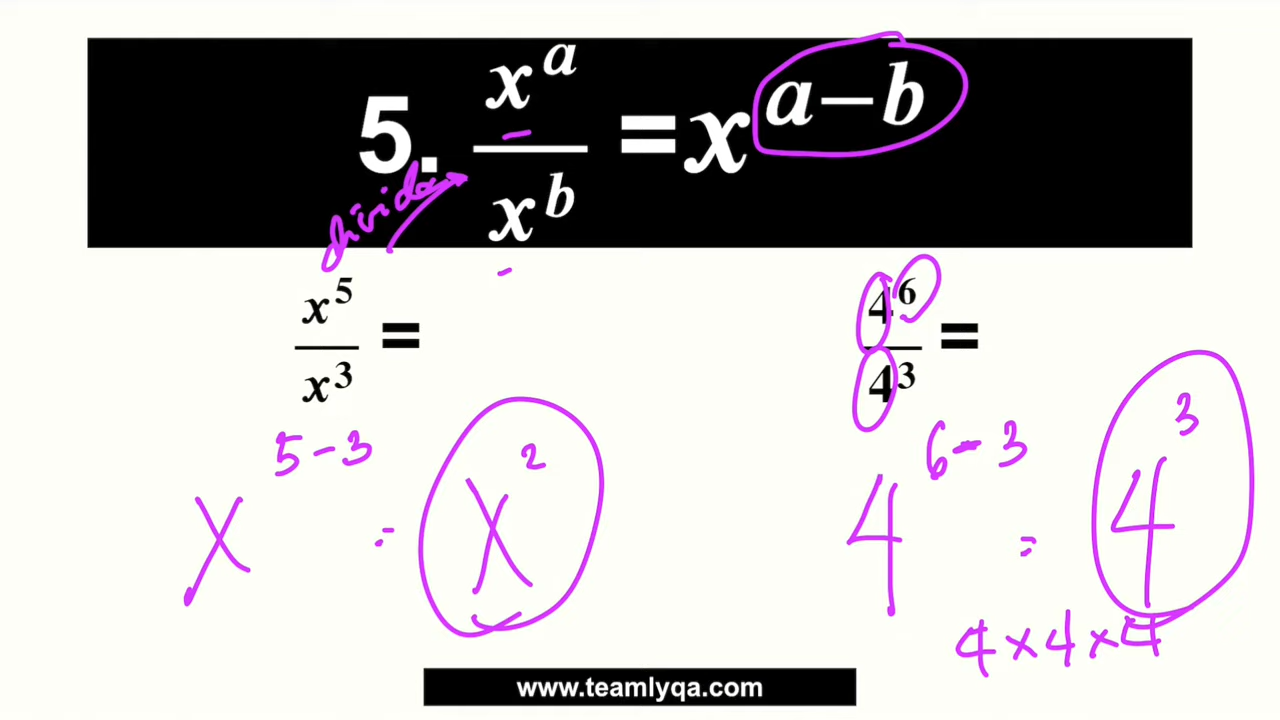 5. x^a / x^b = x^(a-b)
divide
x^5 / x^3 =
4^6 / 4^3 =
x^(5-3) = x^2
4^(6-3) = 4^3
4 × 4 × 4
www.teamlyqa.com